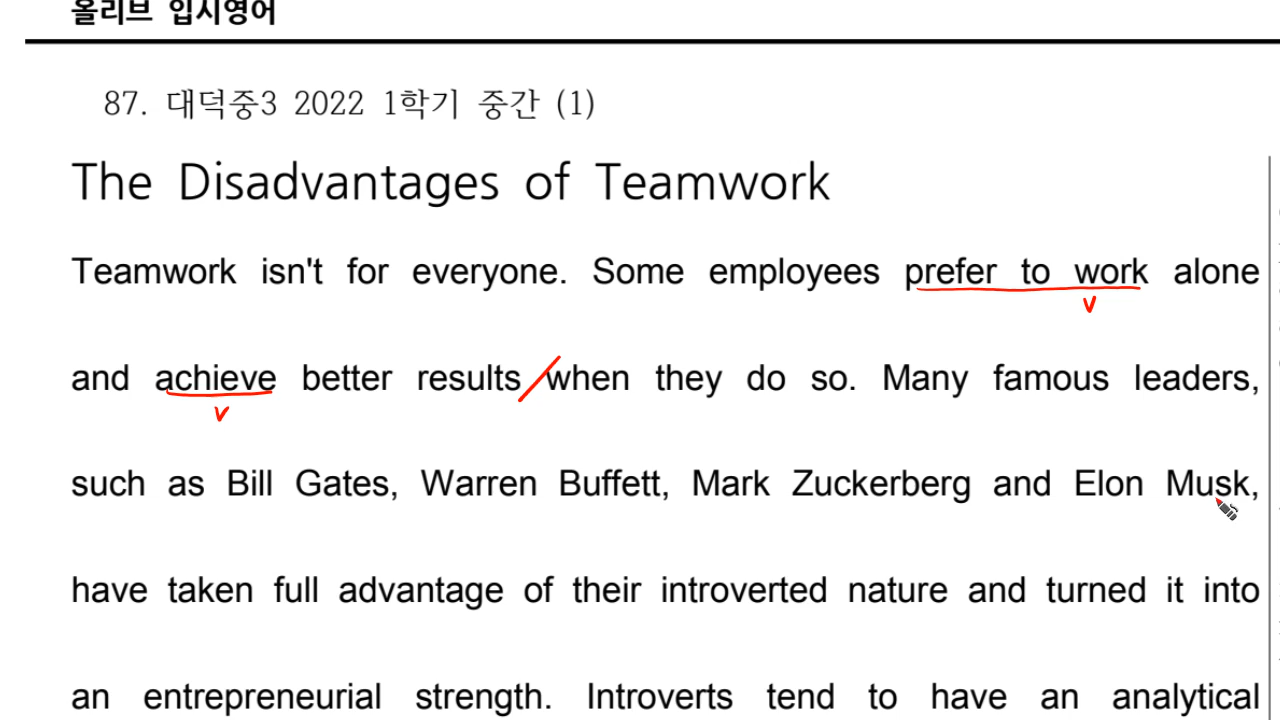 올리브 입시영어
87. 대덕중3 2022 1학기 중간 (1)
The Disadvantages of Teamwork
Teamwork isn't for everyone. Some employees prefer to work alone
and achieve better results when they do so. Many famous leaders,
such as Bill Gates, Warren Buffett, Mark Zuckerberg and Elon Musk,
have taken full advantage of their introverted nature and turned it into
an entrepreneurial strength. Introverts tend to have an analytical